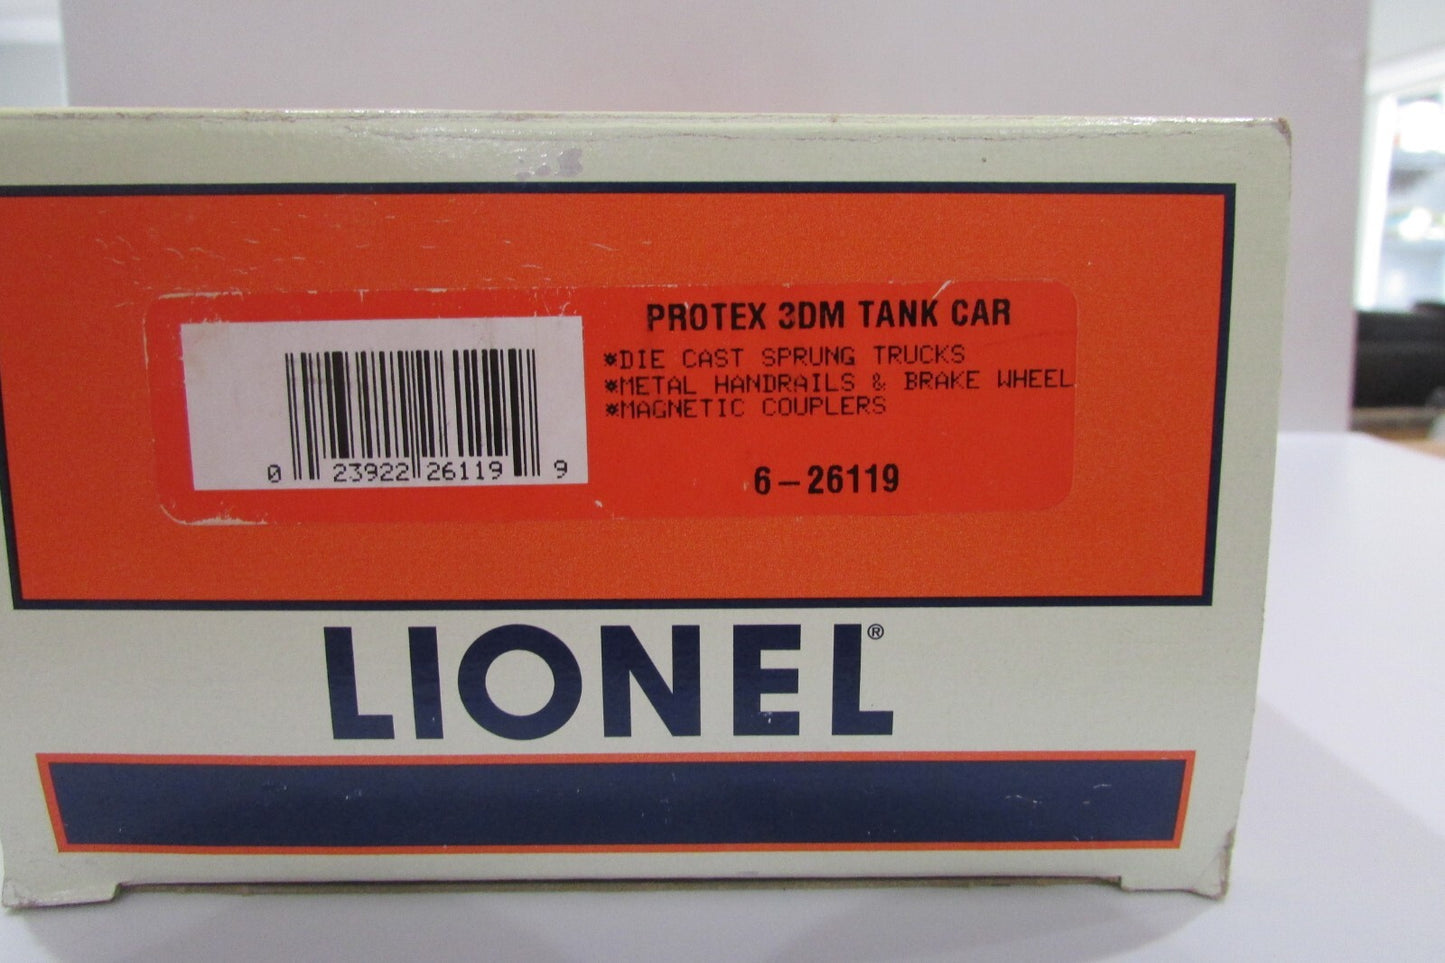 PROTEX 3DM TANK CAR
*DIE CAST SPRUNG TRUCKS
*METAL HANDRAILS & BRAKE WHEEL
*MAGNETIC COUPLERS
0 23922 26119 9
6-26119
LIONEL®